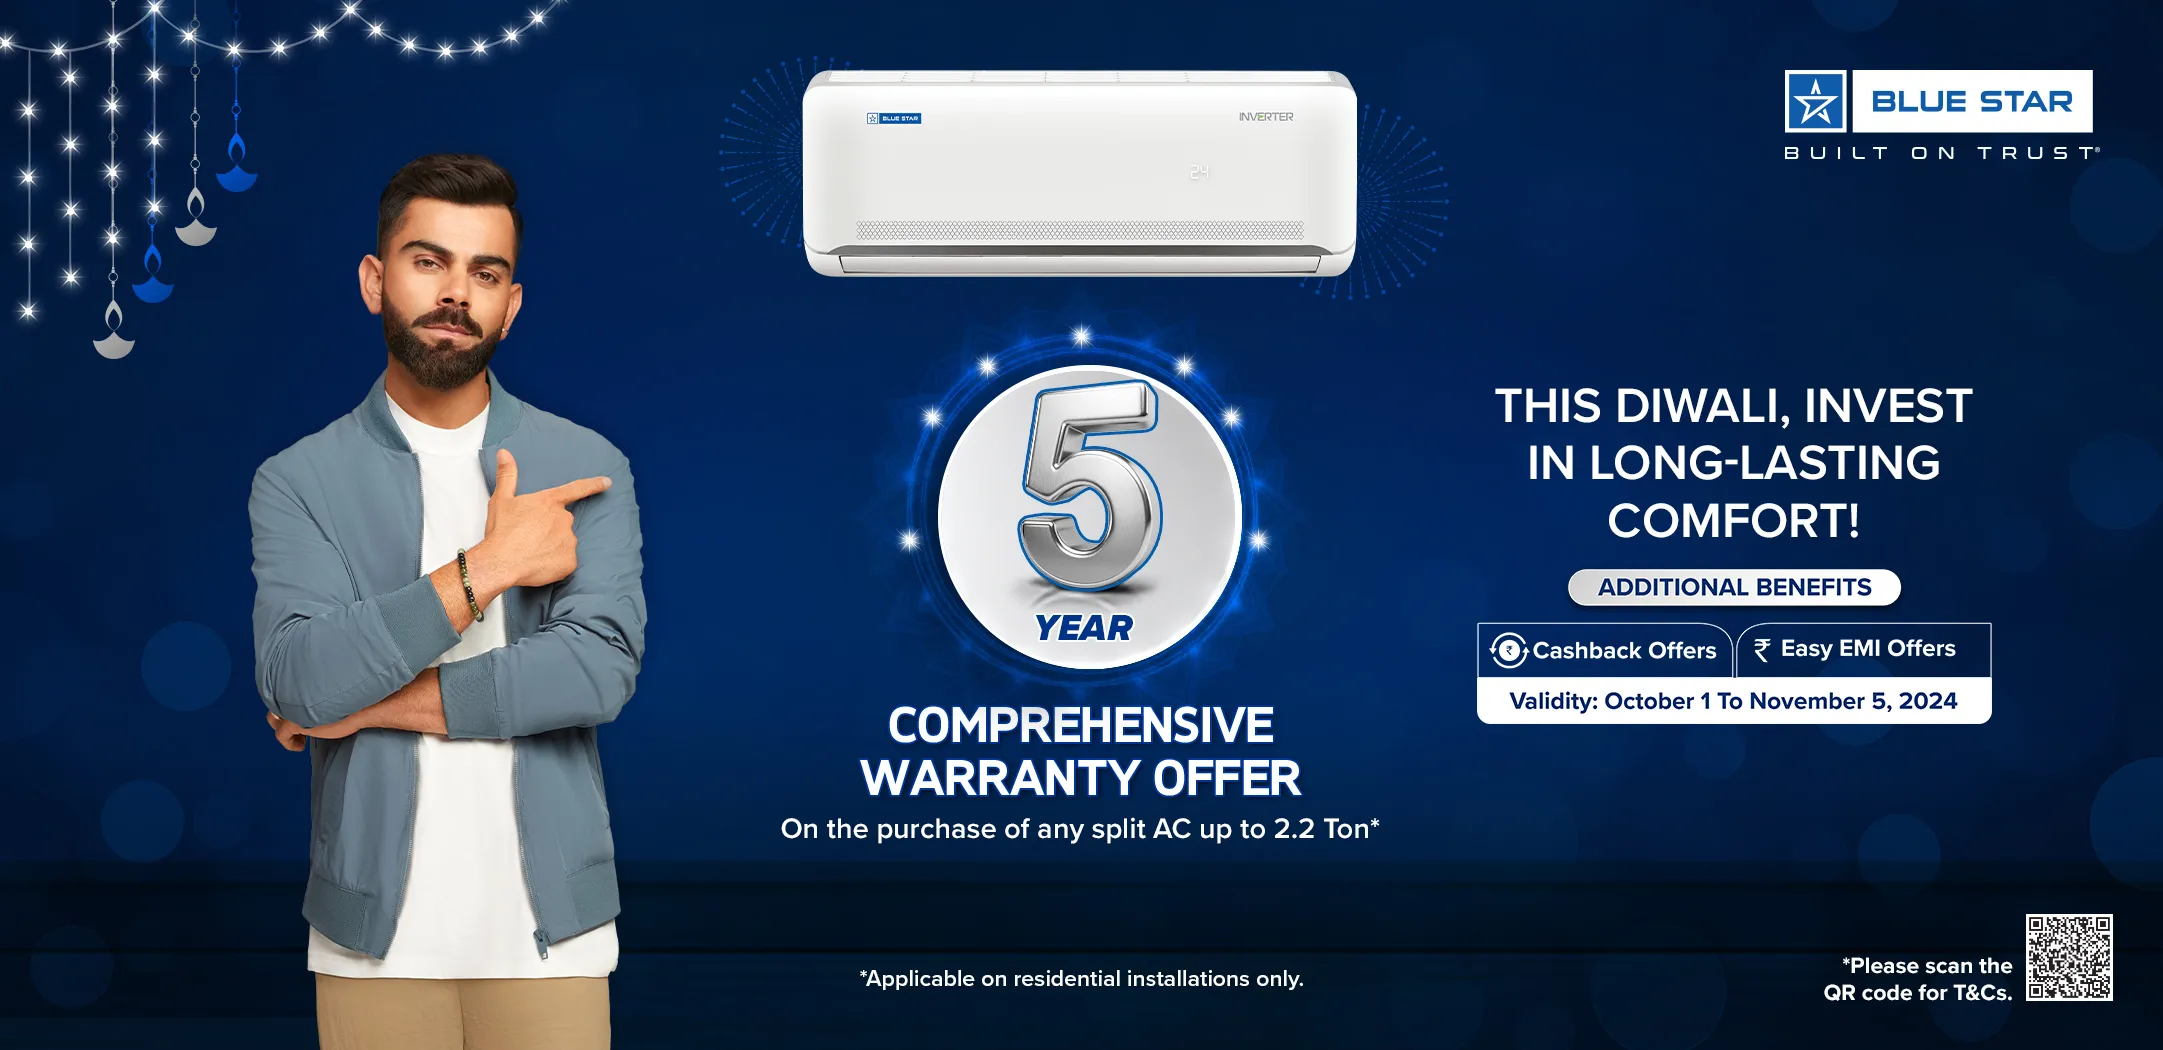 BLUE STAR
INVERTER
24
BLUE STAR
BUILT ON TRUST®
5
YEAR
COMPREHENSIVE
WARRANTY OFFER
On the purchase of any split AC up to 2.2 Ton*
*Applicable on residential installations only.
THIS DIWALI, INVEST
IN LONG-LASTING
COMFORT!
ADDITIONAL BENEFITS
₹ Cashback Offers
₹ Easy EMI Offers
Validity: October 1 To November 5, 2024
*Please scan the
QR code for T&Cs.